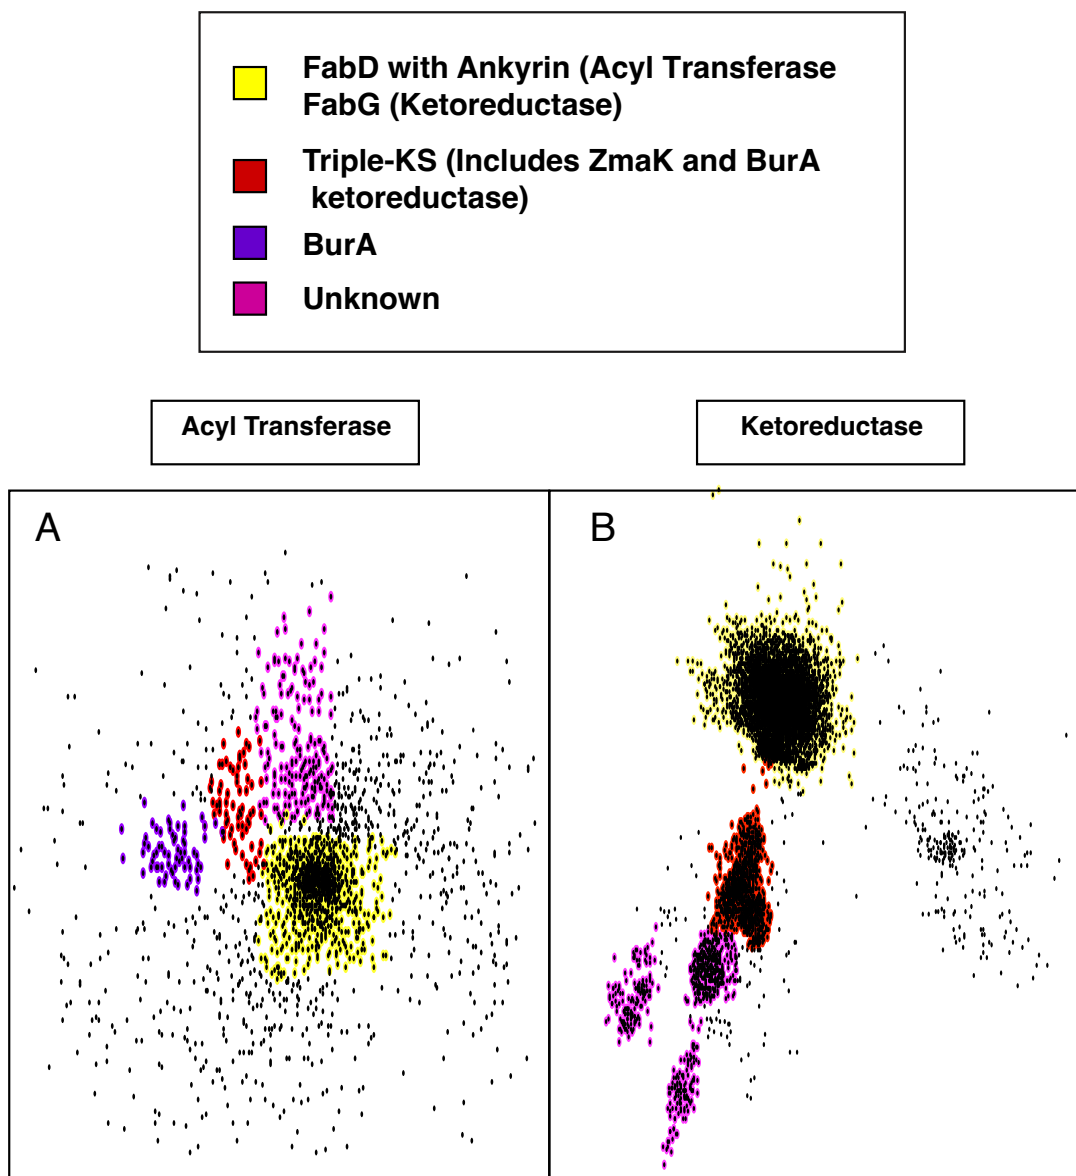 FabD with Ankyrin (Acyl Transferase
FabG (Ketoreductase)
Triple-KS (Includes ZmaK and BurA
ketoreductase)
BurA
Unknown
Acyl Transferase
Ketoreductase
A
B